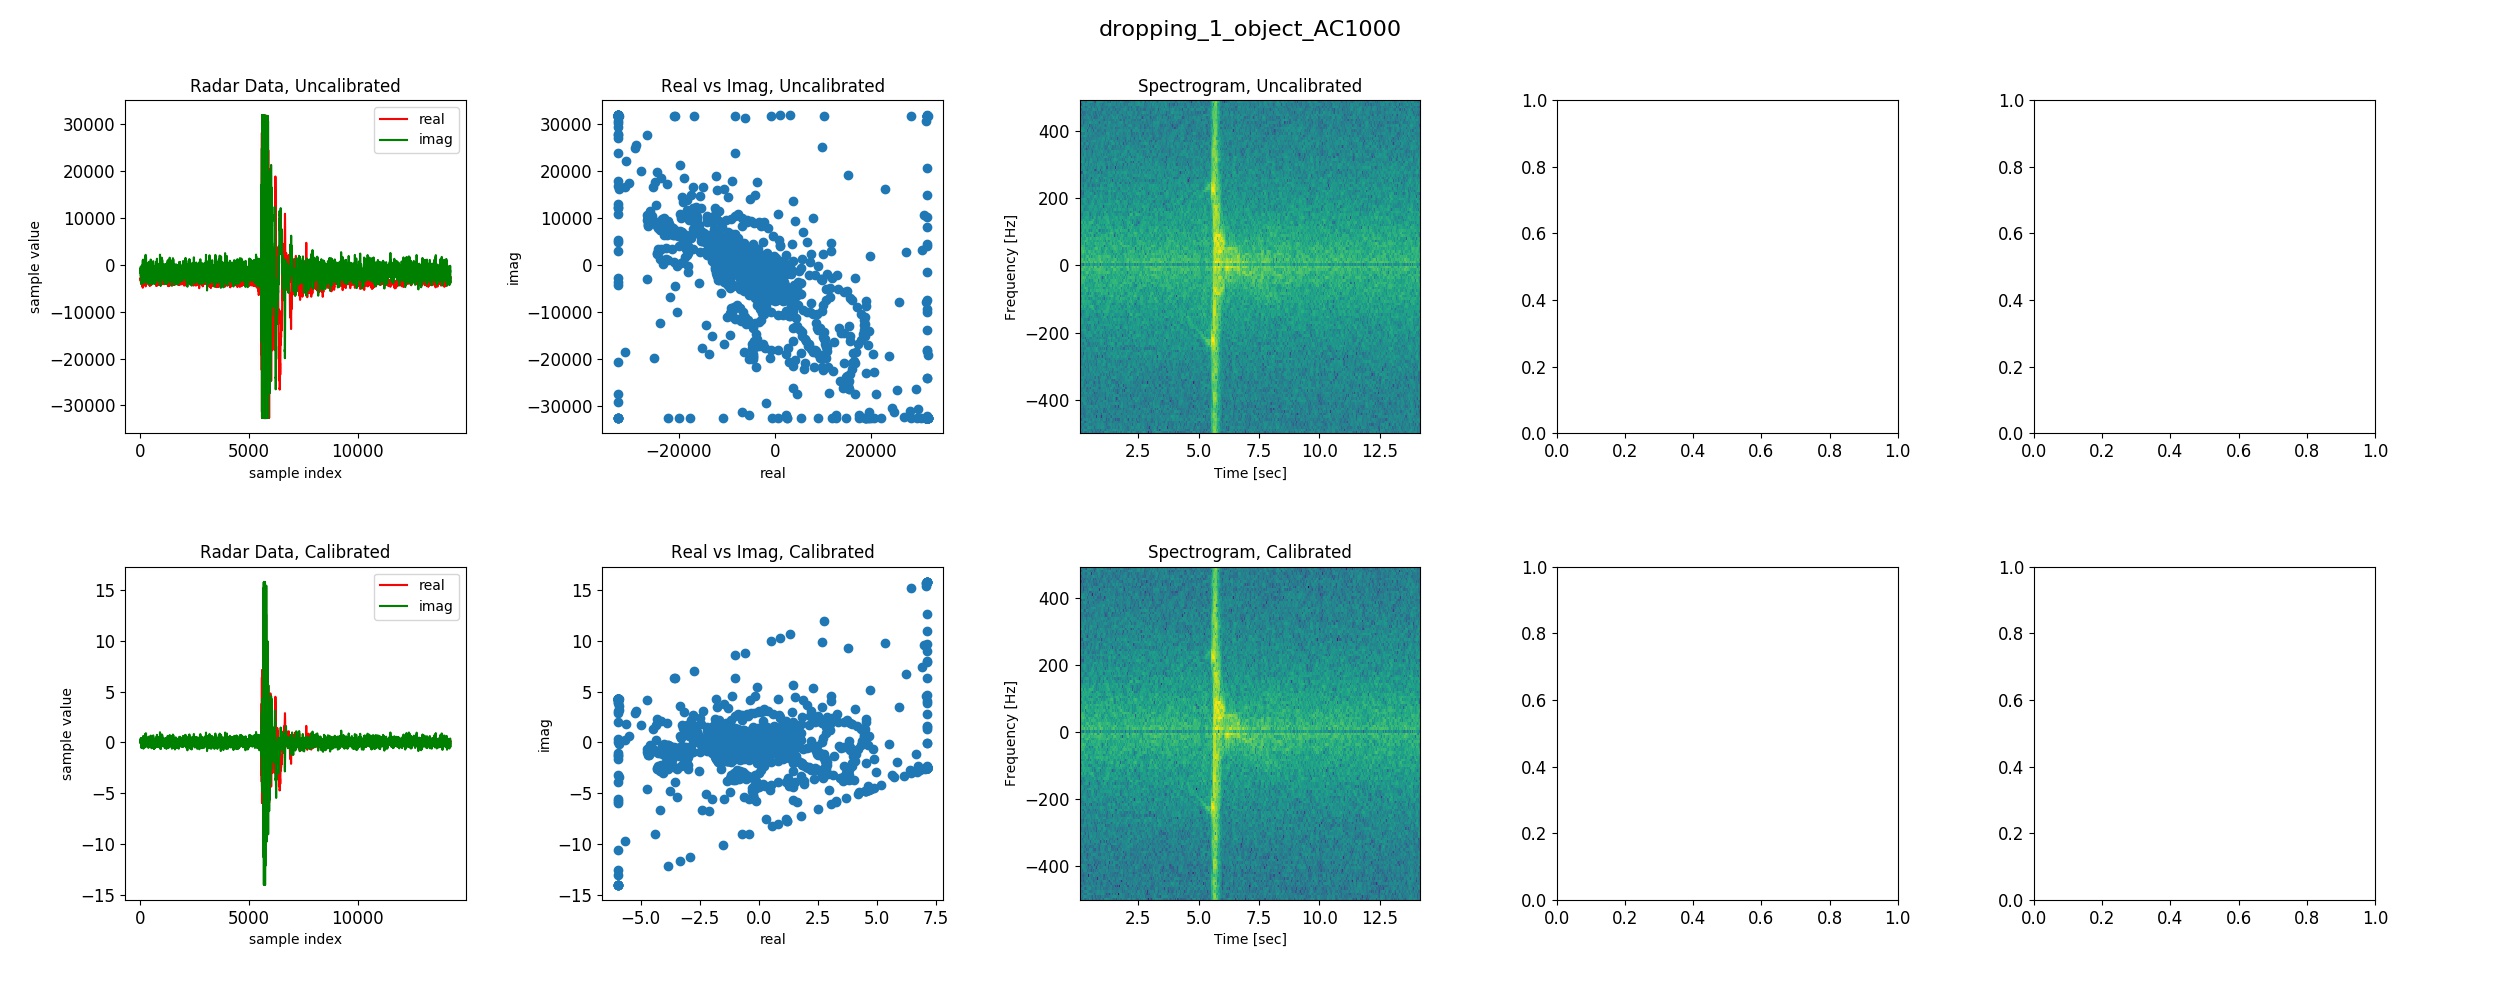 dropping_1_object_AC1000
Radar Data, Uncalibrated
30000
20000
10000
0
−10000
−20000
−30000
sample value
real
imag
0 5000 10000
sample index
Real vs Imag, Uncalibrated
30000
20000
10000
0
−10000
−20000
−30000
imag
−20000 0 20000
real
Spectrogram, Uncalibrated
400
200
0
−200
−400
Frequency [Hz]
2.5 5.0 7.5 10.0 12.5
Time [sec]
1.0
0.8
0.6
0.4
0.2
0.0
0.0 0.2 0.4 0.6 0.8 1.0
1.0
0.8
0.6
0.4
0.2
0.0
0.0 0.2 0.4 0.6 0.8 1.0
Radar Data, Calibrated
15
10
5
0
−5
−10
−15
sample value
real
imag
0 5000 10000
sample index
Real vs Imag, Calibrated
15
10
5
0
−5
−10
−15
imag
−5.0 −2.5 0.0 2.5 5.0 7.5
real
Spectrogram, Calibrated
400
200
0
−200
−400
Frequency [Hz]
2.5 5.0 7.5 10.0 12.5
Time [sec]
1.0
0.8
0.6
0.4
0.2
0.0
0.0 0.2 0.4 0.6 0.8 1.0
1.0
0.8
0.6
0.4
0.2
0.0
0.0 0.2 0.4 0.6 0.8 1.0